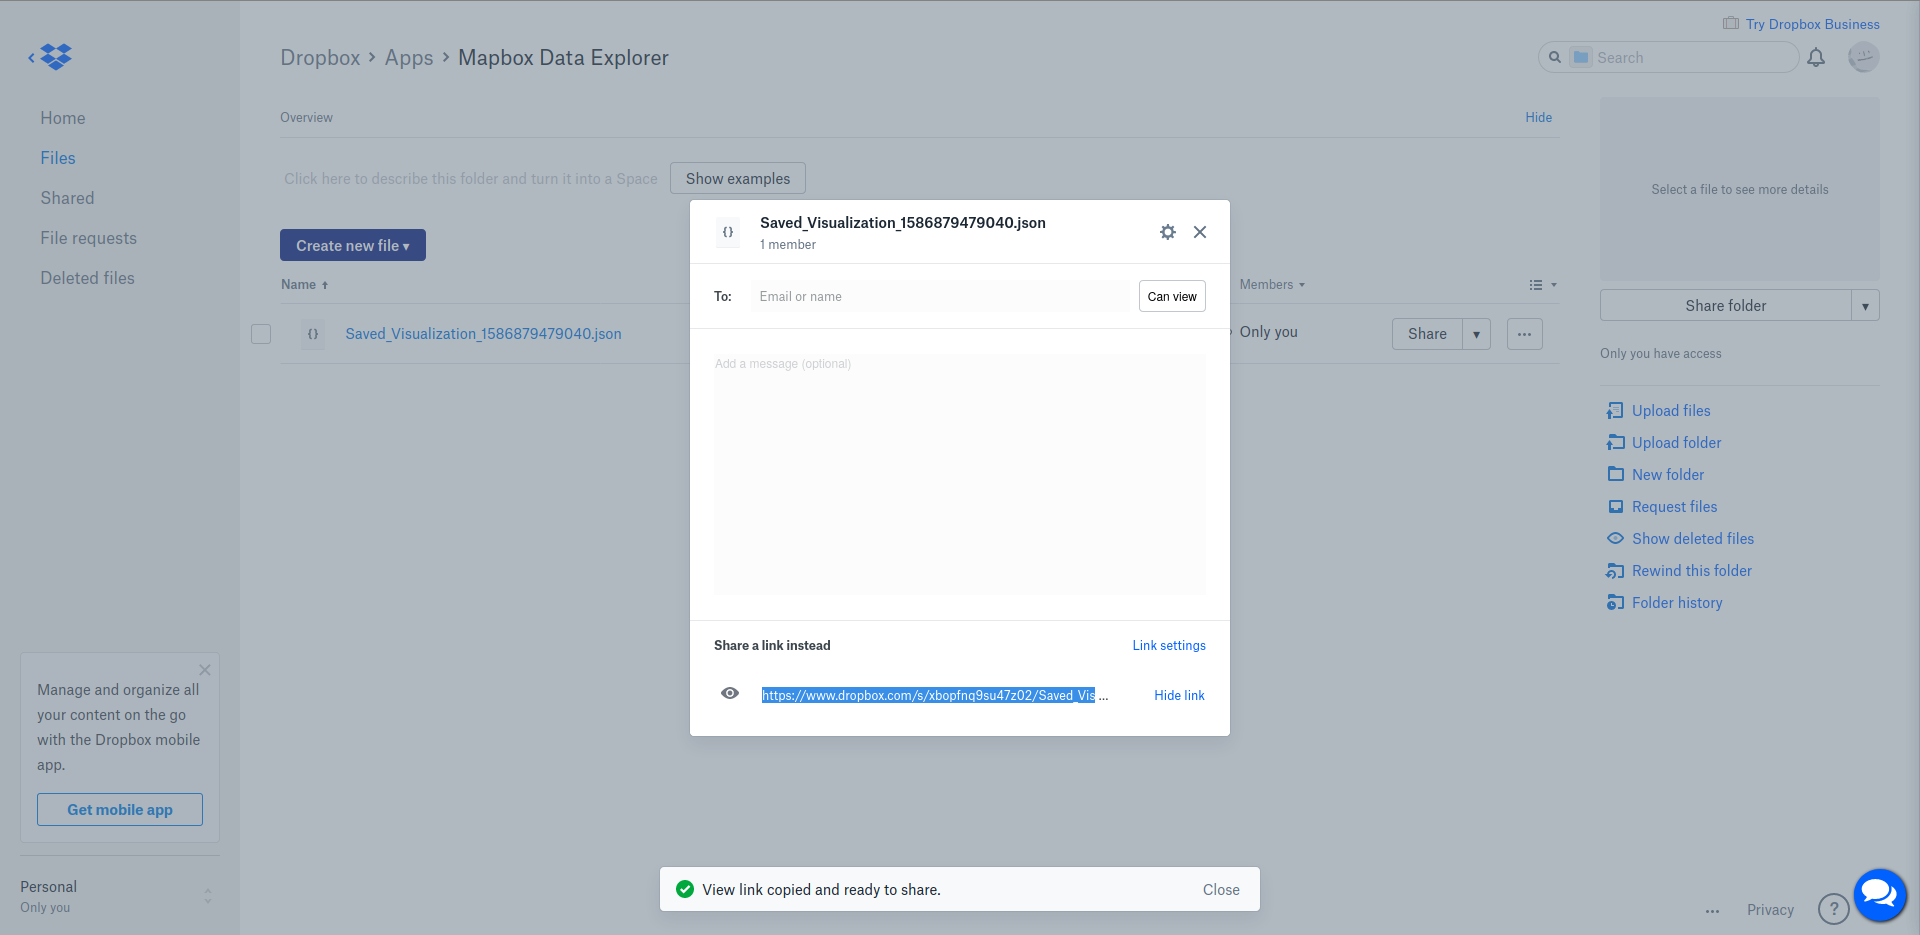 Try Dropbox Business
Dropbox > Apps > Mapbox Data Explorer
Search
Home
Files
Shared
File requests
Deleted files
Overview
Hide
Click here to describe this folder and turn it into a Space
Show examples
Select a file to see more details
Create new file ▾
Name ↑
Members ▾
{} Saved_Visualization_1586879479040.json
Only you
Share ▾
...
Share folder ▾
Only you have access
Upload files
Upload folder
New folder
Request files
Show deleted files
Rewind this folder
Folder history
{} Saved_Visualization_1586879479040.json
1 member
To: Email or name
Can view
Add a message (optional)
Share a link instead
Link settings
https://www.dropbox.com/s/xbopfnq9su47z02/Saved_Vis ...
Hide link
Manage and organize all
your content on the go
with the Dropbox mobile
app.
Get mobile app
Personal
Only you
View link copied and ready to share.
Close
...
Privacy
?